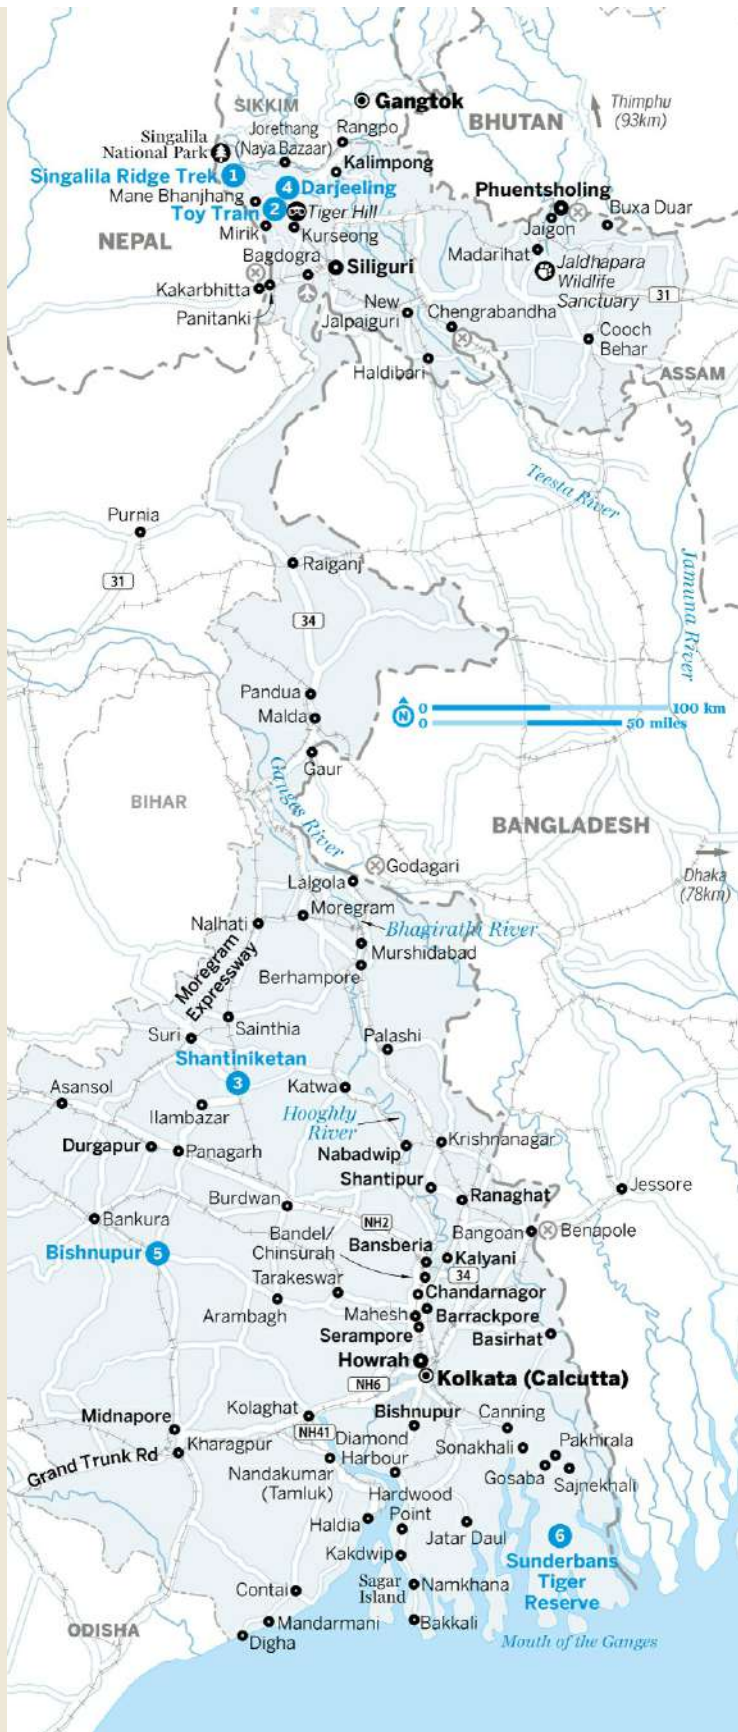 SIKKIM
Gangtok
BHUTAN
Thimphu
(93km)
Singalila
National Park
Jorethang
(Naya Bazaar)
Rangpo
Kalimpong
Singalila Ridge Trek 1
4 Darjeeling
Phuentsholing
Mane Bhanjhang
Toy Train 2
Tiger Hill
Buxa Duar
Jaigon
Mirik
Kurseong
NEPAL
Madarihat
Bagdogra
Siliguri
Jaldhapara
Wildlife
Sanctuary
Kakarbhitta
Panitanki
New
Jalpaiguri
Chengrabandha
31
Cooch
Behar
Haldibari
ASSAM
Teesta River
Purnia
Jamuna River
Raiganj
31
34
Pandua
Malda
0 100 km
N
0 50 miles
Gaur
Ganges River
BIHAR
BANGLADESH
Godagari
Dhaka
(78km)
Lalgola
Moregram
Nalhati
Bhagirathi River
Moregram
Expressway
Murshidabad
Berhampore
Sainthia
Suri
Palashi
Shantiniketan
3
Asansol
Katwa
Ilambazar
Hooghly
River
Durgapur
Panagarh
Nabadwip
Krishnanagar
Shantipur
Jessore
Burdwan
Ranaghat
Bankura
NH2
Bangoan
Benapole
Bandel/
Chinsurah
Bansberia
Bishnupur 5
Kalyani
34
Tarakeswar
Chandarnagor
Arambagh
Mahesh
Barrackpore
Serampore
Basirhat
Howrah
Kolkata (Calcutta)
NH6
Kolaghat
Bishnupur
Canning
Midnapore
NH41
Diamond
Harbour
Sonakhali
Pakhirala
Kharagpur
Grand Trunk Rd
Nandakumar
(Tamluk)
Gosaba
Sajnekhali
Hardwood
Point
Haldia
Jatar Daul
6
Kakdwip
Sunderbans
Tiger
Reserve
Sagar
Island
Namkhana
Contai
Mandarmani
Bakkali
ODISHA
Digha
Mouth of the Ganges